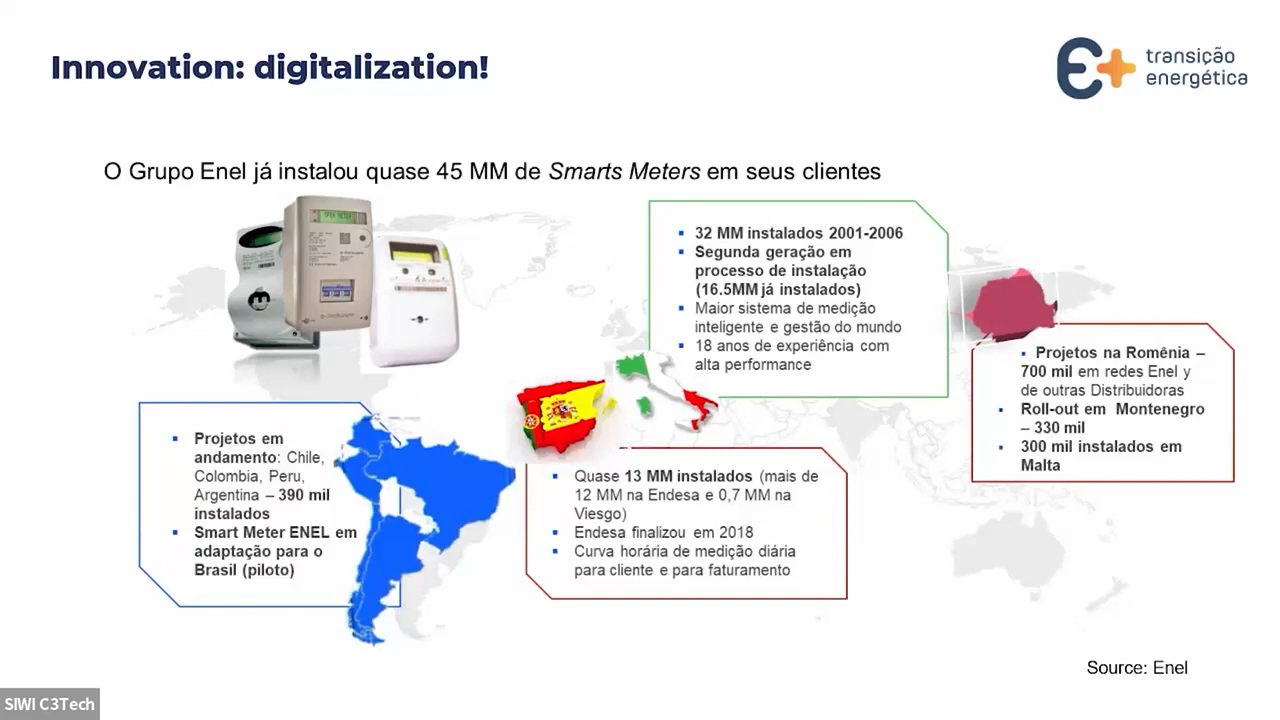 Innovation: digitalization!
transição
energética
O Grupo Enel já instalou quase 45 MM de Smarts Meters em seus clientes
▪ 32 MM instalados 2001-2006
▪ Segunda geração em
processo de instalação
(16.5MM já instalados)
▪ Maior sistema de medição
inteligente e gestão do mundo
▪ 18 anos de experiência com
alta performance
▪ Projetos na Romênia –
700 mil em redes Enel y
de outras Distribuidoras
▪ Roll-out em Montenegro
– 330 mil
▪ 300 mil instalados em
Malta
▪ Projetos em
andamento: Chile,
Colombia, Peru,
Argentina – 390 mil
instalados
▪ Smart Meter ENEL em
adaptação para o
Brasil (piloto)
▪ Quase 13 MM instalados (mais de
12 MM na Endesa e 0,7 MM na
Viesgo)
▪ Endesa finalizou em 2018
▪ Curva horária de medição diária
para cliente e para faturamento
Source: Enel
SIWI C3Tech